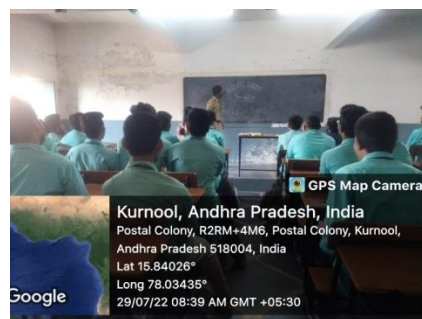 GPS Map Camera
Kurnool, Andhra Pradesh, India
Postal Colony, R2RM+4M6, Postal Colony, Kurnool,
Andhra Pradesh 518004, India
Lat 15.84026°
Long 78.03435°
29/07/22 08:39 AM GMT +05:30
Google